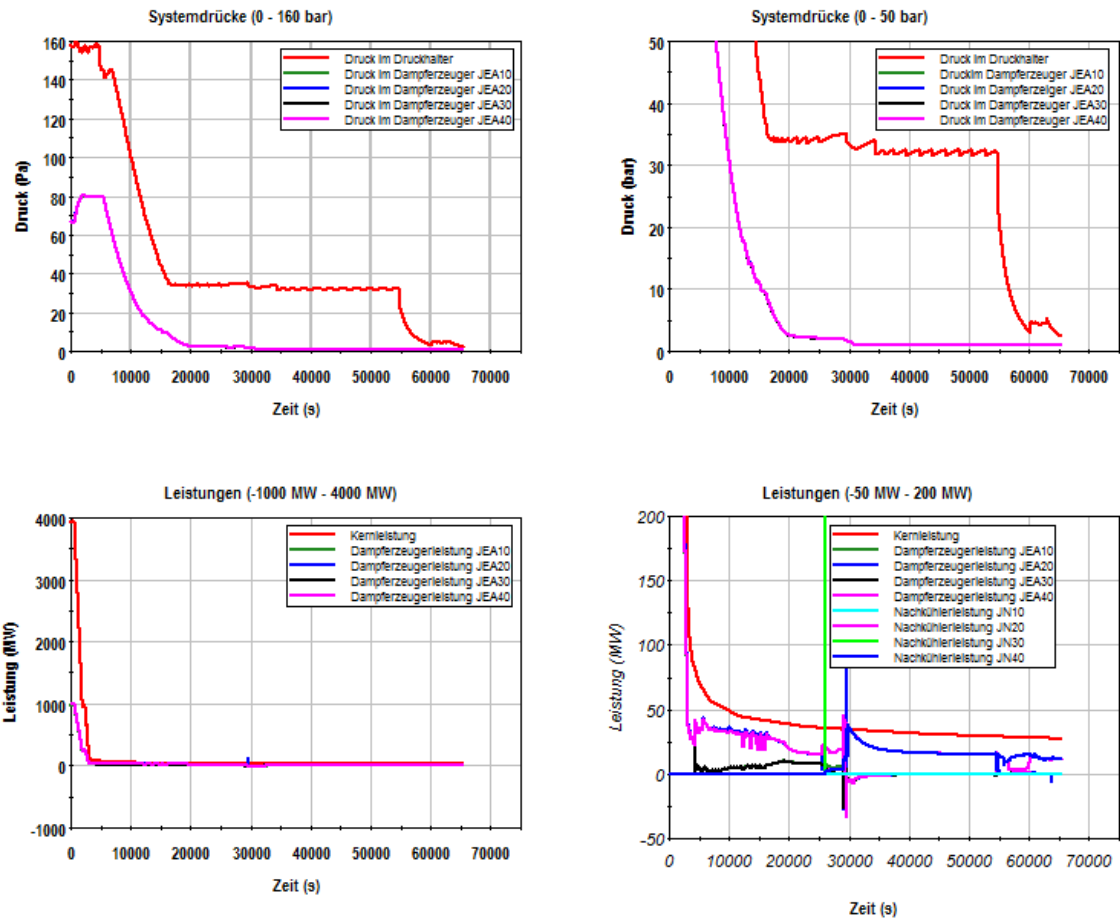 Systemdrücke (0 - 160 bar)
160
140
120
100
80
60
40
20
0
Druck (Pa)
Druck im Druckhalter
Druck im Dampferzeuger JEA10
Druck im Dampferzeuger JEA20
Druck im Dampferzeuger JEA30
Druck im Dampferzeuger JEA40
0 10000 20000 30000 40000 50000 60000 70000
Zeit (s)
Systemdrücke (0 - 50 bar)
50
40
30
20
10
0
Druck (bar)
Druck im Druckhalter
DruckIm Dampferzeuger JEA10
Druck im Dampferzelger JEA20
Druck im Dampferzeuger JEA30
Druck im Dampferzeuger JEA40
0 10000 20000 30000 40000 50000 60000 70000
Zeit (s)
Leistungen (-1000 MW - 4000 MW)
4000
3000
2000
1000
0
-1000
Leistung (MW)
Kernleistung
Dampferzeugerleistung JEA10
Dampferzeugerleistung JEA20
Dampferzeugerleistung JEA30
Dampferzeugerleistung JEA40
0 10000 20000 30000 40000 50000 60000 70000
Zeit (s)
Leistungen (-50 MW - 200 MW)
200
150
100
50
0
-50
Leistung (MW)
Kernleistung
Dampferzeugerleistung JEA10
Dampferzeugerleistung JEA20
Dampferzeugerleistung JEA30
Dampferzeugerleistung JEA40
Nachkühlerleistung JN10
Nachkühlerleistung JN20
Nachkühlerleistung JN30
Nachkühlerleistung JN40
0 10000 20000 30000 40000 50000 60000 70000
Zeit (s)